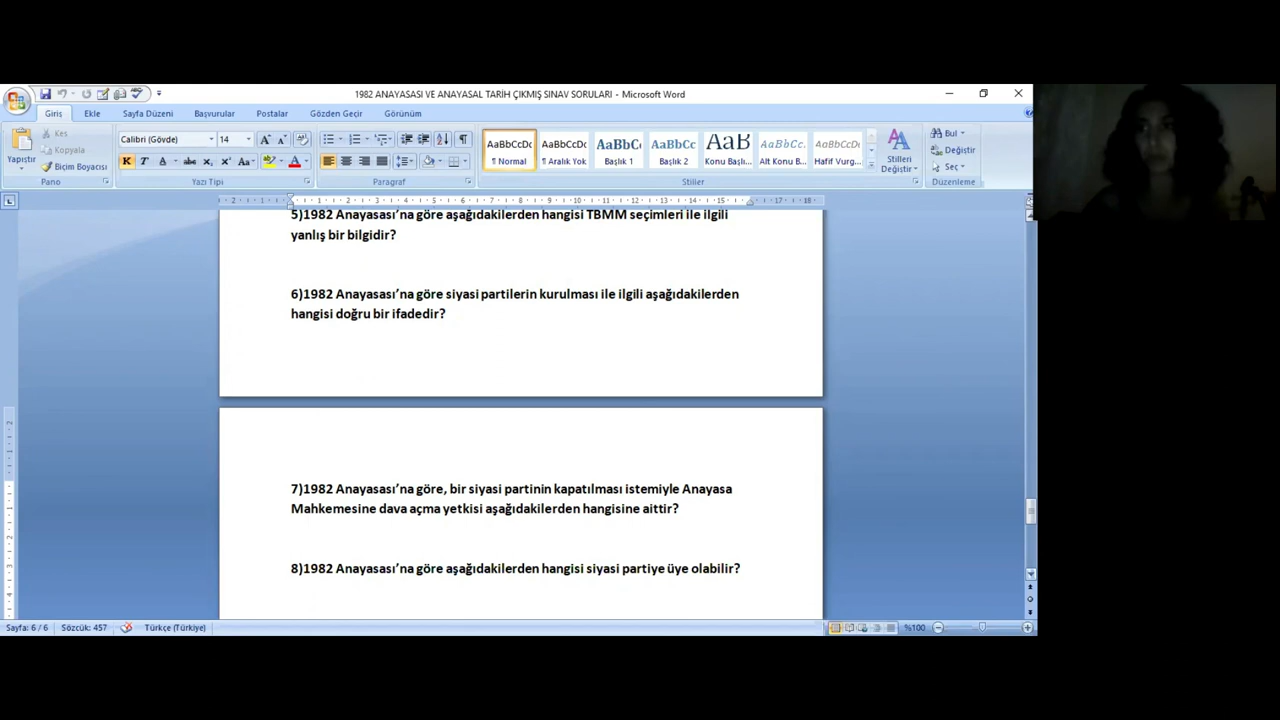 1982 ANAYASASI VE ANAYASAL TARİH ÇIKMIŞ SINAV SORULARI - Microsoft Word
Giriş Ekle Sayfa Düzeni Başvurular Postalar Gözden Geçir Görünüm
Yapıştır
Kes
Kopyala
Biçim Boyacısı
Pano
Calibri (Gövde) 14
K T A abc x₂ x² Aa
Yazı Tipi
Paragraf
AaBbCcDc AaBbCcDc AaBbC AaBbCc AaB AaBbCc. AaBbCcDc
¶ Normal ¶ Aralık Yok Başlık 1 Başlık 2 Konu Başlı... Alt Konu B... Hafif Vurg...
Stiller
Stilleri Değiştir
Bul
Değiştir
Seç
Düzenleme
5)1982 Anayasası’na göre aşağıdakilerden hangisi TBMM seçimleri ile ilgili
yanlış bir bilgidir?
6)1982 Anayasası’na göre siyasi partilerin kurulması ile ilgili aşağıdakilerden
hangisi doğru bir ifadedir?
7)1982 Anayasası’na göre, bir siyasi partinin kapatılması istemiyle Anayasa
Mahkemesine dava açma yetkisi aşağıdakilerden hangisine aittir?
8)1982 Anayasası’na göre aşağıdakilerden hangisi siyasi partiye üye olabilir?
Sayfa: 6 / 6 Sözcük: 457 Türkçe (Türkiye) %100